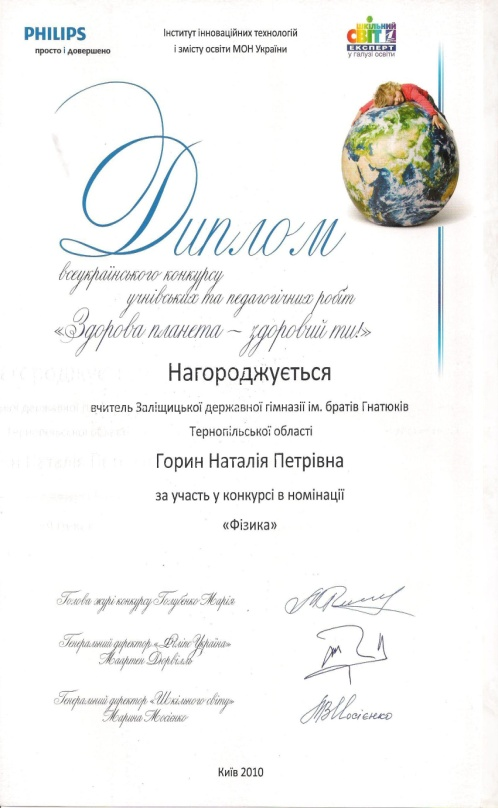 PHILIPS
просто і довершено
Інститут інноваційних технологій
і змісту освіти МОН України
ШКІЛЬНИЙ
СВІТ
ЕКСПЕРТ
у галузі освіти
Диплом
всеукраїнського конкурсу
учнівських та педагогічних робіт
«Здорова планета – здоровий ти!»
Нагороджується
вчитель Заліщицької державної гімназії ім. братів Гнатюків
Тернопільської області
Горин Наталія Петрівна
за участь у конкурсі в номінації
«Фізика»
Голова журі конкурсу Голубенко Марія
Генеральний директор «Філіпс Україна»
Маартен Дюрвілль
Генеральний директор «Шкільного світу»
Марина Мосієнко
Київ 2010